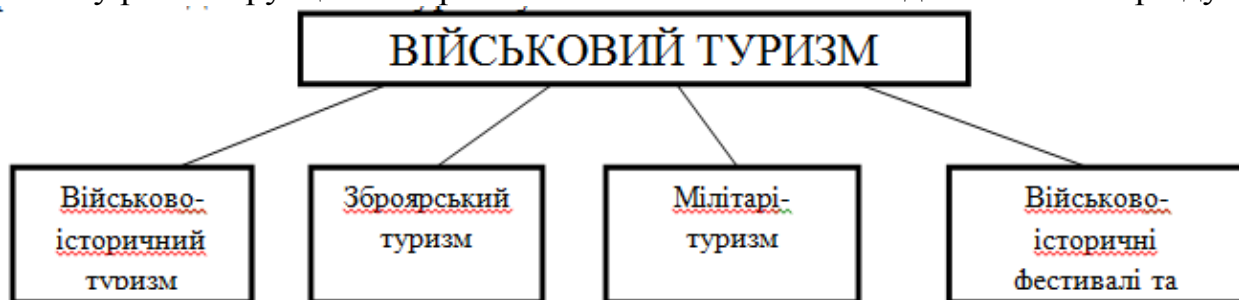 ВІЙСЬКОВИЙ ТУРИЗМ
Військово-
історичний
туризм
Зброярський
туризм
Мілітарі-
туризм
Військово-
історичні
фестивалі та